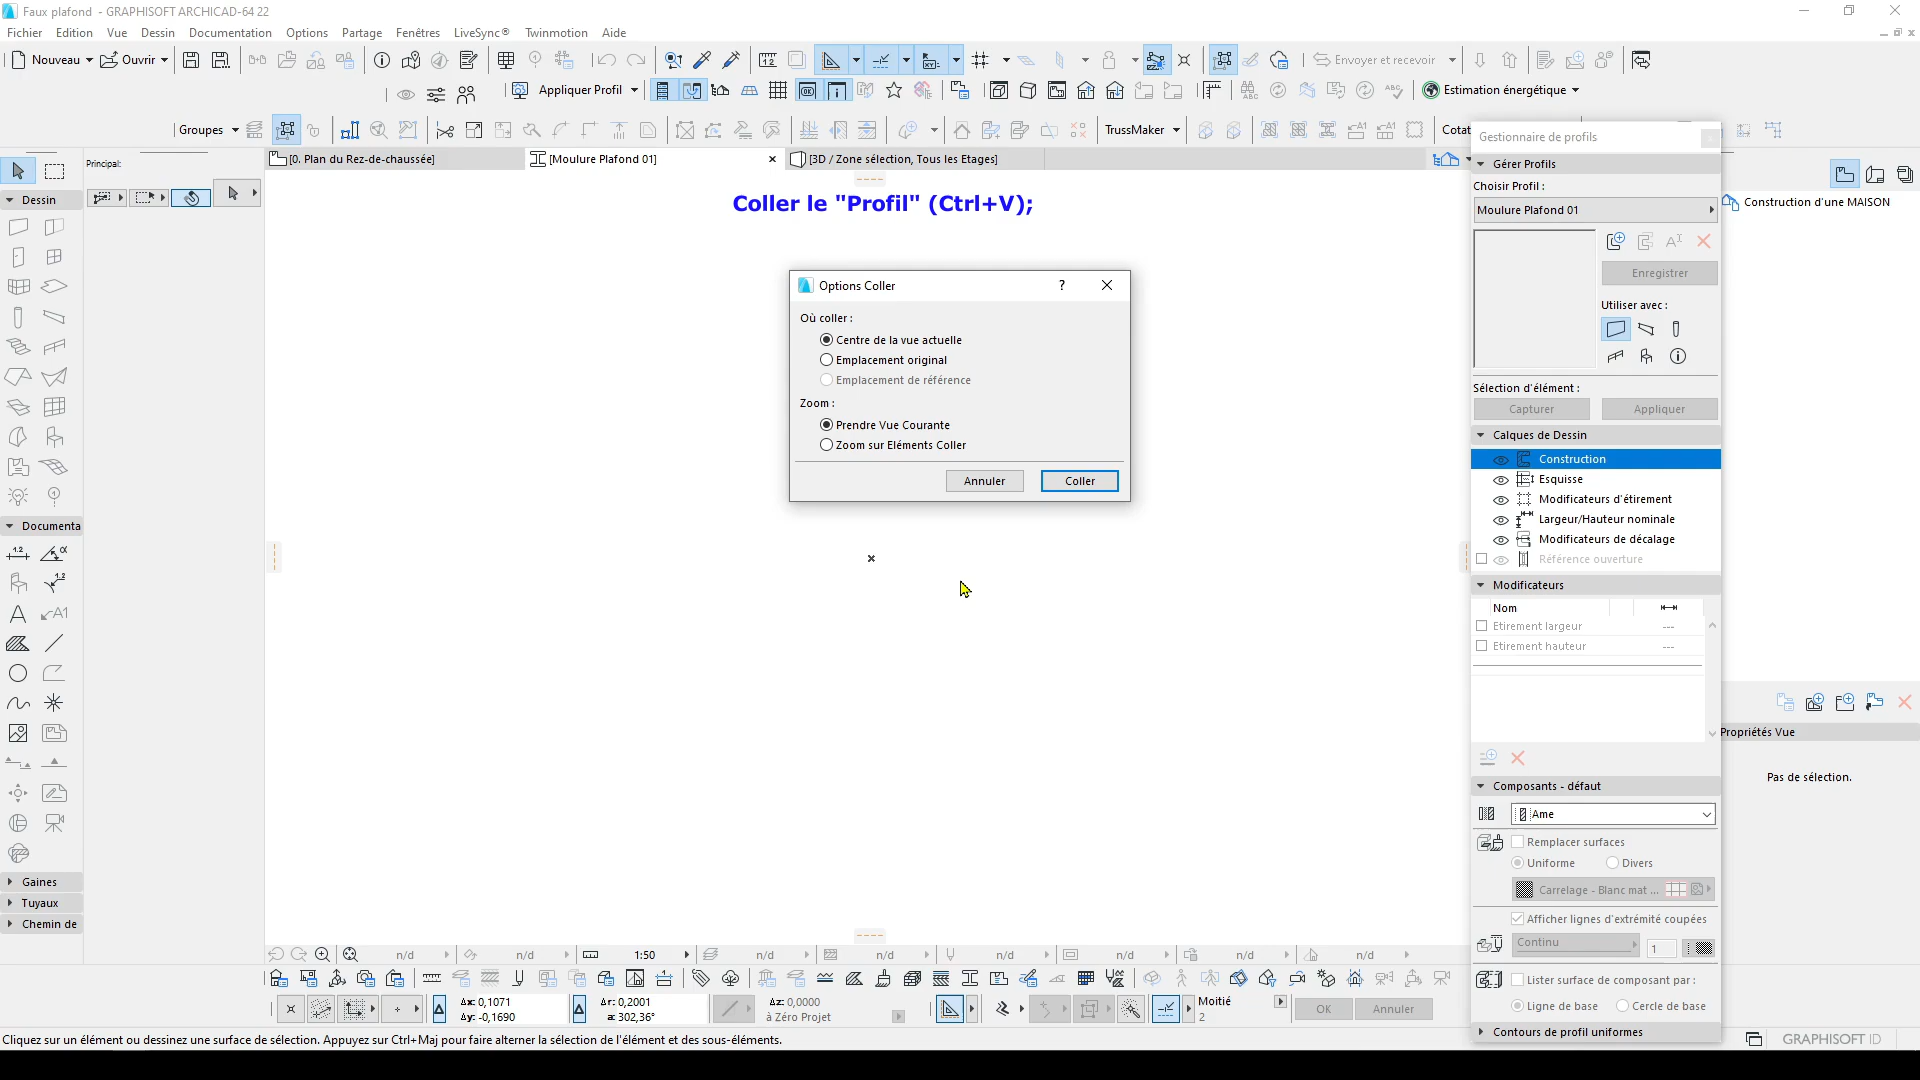 Faux plafond - GRAPHISOFT ARCHICAD-64 22
Fichier Edition Vue Dessin Documentation Options Partage Fenêtres LiveSync® Twinmotion Aide
Nouveau Ouvrir Envoyer et recevoir
Appliquer Profil Estimation énergétique
Groupes TrussMaker Cotat
Gestionnaire de profils
Principal:
[0. Plan du Rez-de-chaussée] [Moulure Plafond 01] [3D / Zone sélection, Tous les Etages]
Gérer Profils
Choisir Profil :
Moulure Plafond 01
Construction d'une MAISON
Dessin
Coller le "Profil" (Ctrl+V);
Enregistrer
Utiliser avec :
Options Coller
?
Où coller :
Centre de la vue actuelle
Emplacement original
Emplacement de référence
Zoom :
Prendre Vue Courante
Zoom sur Eléments Coller
Annuler Coller
Sélection d'élément :
Capturer Appliquer
Calques de Dessin
Construction
Esquisse
Modificateurs d'étirement
Largeur/Hauteur nominale
Modificateurs de décalage
Référence ouverture
Documenta
Modificateurs
Nom
Etirement largeur ---
Etirement hauteur ---
Propriétés Vue
Pas de sélection.
Composants - défaut
Ame
Remplacer surfaces
Uniforme Divers
Carrelage - Blanc mat ...
Gaines
Tuyaux
Chemin de
Afficher lignes d'extrémité coupées
Continu 1
n/d n/d 1:50 n/d n/d n/d n/d n/d n/d
Lister surface de composant par :
Ligne de base Cercle de base
Δx: 0,1071 Δr: 0,2001 Δz: 0,0000 Moitié
Δy: -0,1690 a: 302,36° à Zéro Projet 2
OK Annuler
Contours de profil uniformes
Cliquez sur un élément ou dessinez une surface de sélection. Appuyez sur Ctrl+Maj pour faire alterner la sélection de l'élément et des sous-éléments.
GRAPHISOFT ID